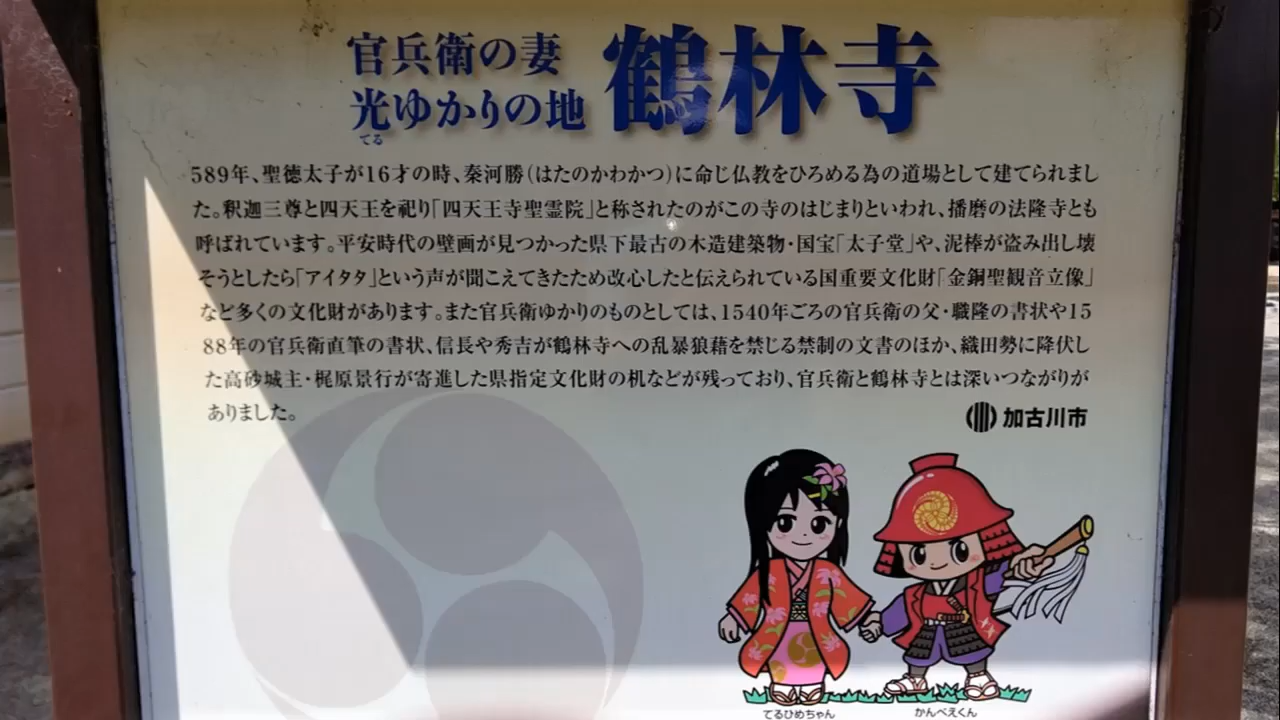 官兵衛の妻
光ゆかりの地
てる
鶴林寺
589年、聖徳太子が16才の時、秦河勝(はたのかわかつ)に命じ仏教をひろめる為の道場として建てられまし
た。釈迦三尊と四天王を祀り「四天王寺聖霊院」と称されたのがこの寺のはじまりといわれ、播磨の法隆寺とも
呼ばれています。平安時代の壁画が見つかった県下最古の木造建築物・国宝「太子堂」や、泥棒が盗み出し壊
そうとしたら「アイタタ」という声が聞こえてきたため改心したと伝えられている国重要文化財「金銅聖観音立像」
など多くの文化財があります。また官兵衛ゆかりのものとしては、1540年ごろの官兵衛の父・職隆の書状や15
88年の官兵衛直筆の書状、信長や秀吉が鶴林寺への乱暴狼藉を禁じる禁制の文書のほか、織田勢に降伏し
た高砂城主・梶原景行が寄進した県指定文化財の机などが残っており、官兵衛と鶴林寺とは深いつながりが
ありました。
加古川市
てるひめちゃん
かんべえくん